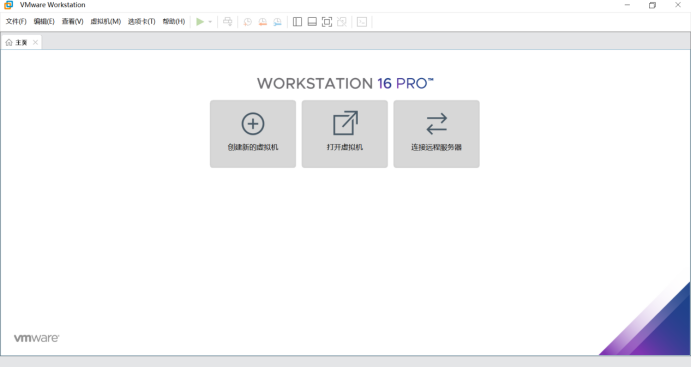 VMware Workstation
文件(F) 编辑(E) 查看(V) 虚拟机(M) 选项卡(T) 帮助(H)
主页
WORKSTATION 16 PRO™
创建新的虚拟机 打开虚拟机 连接远程服务器
vmware®